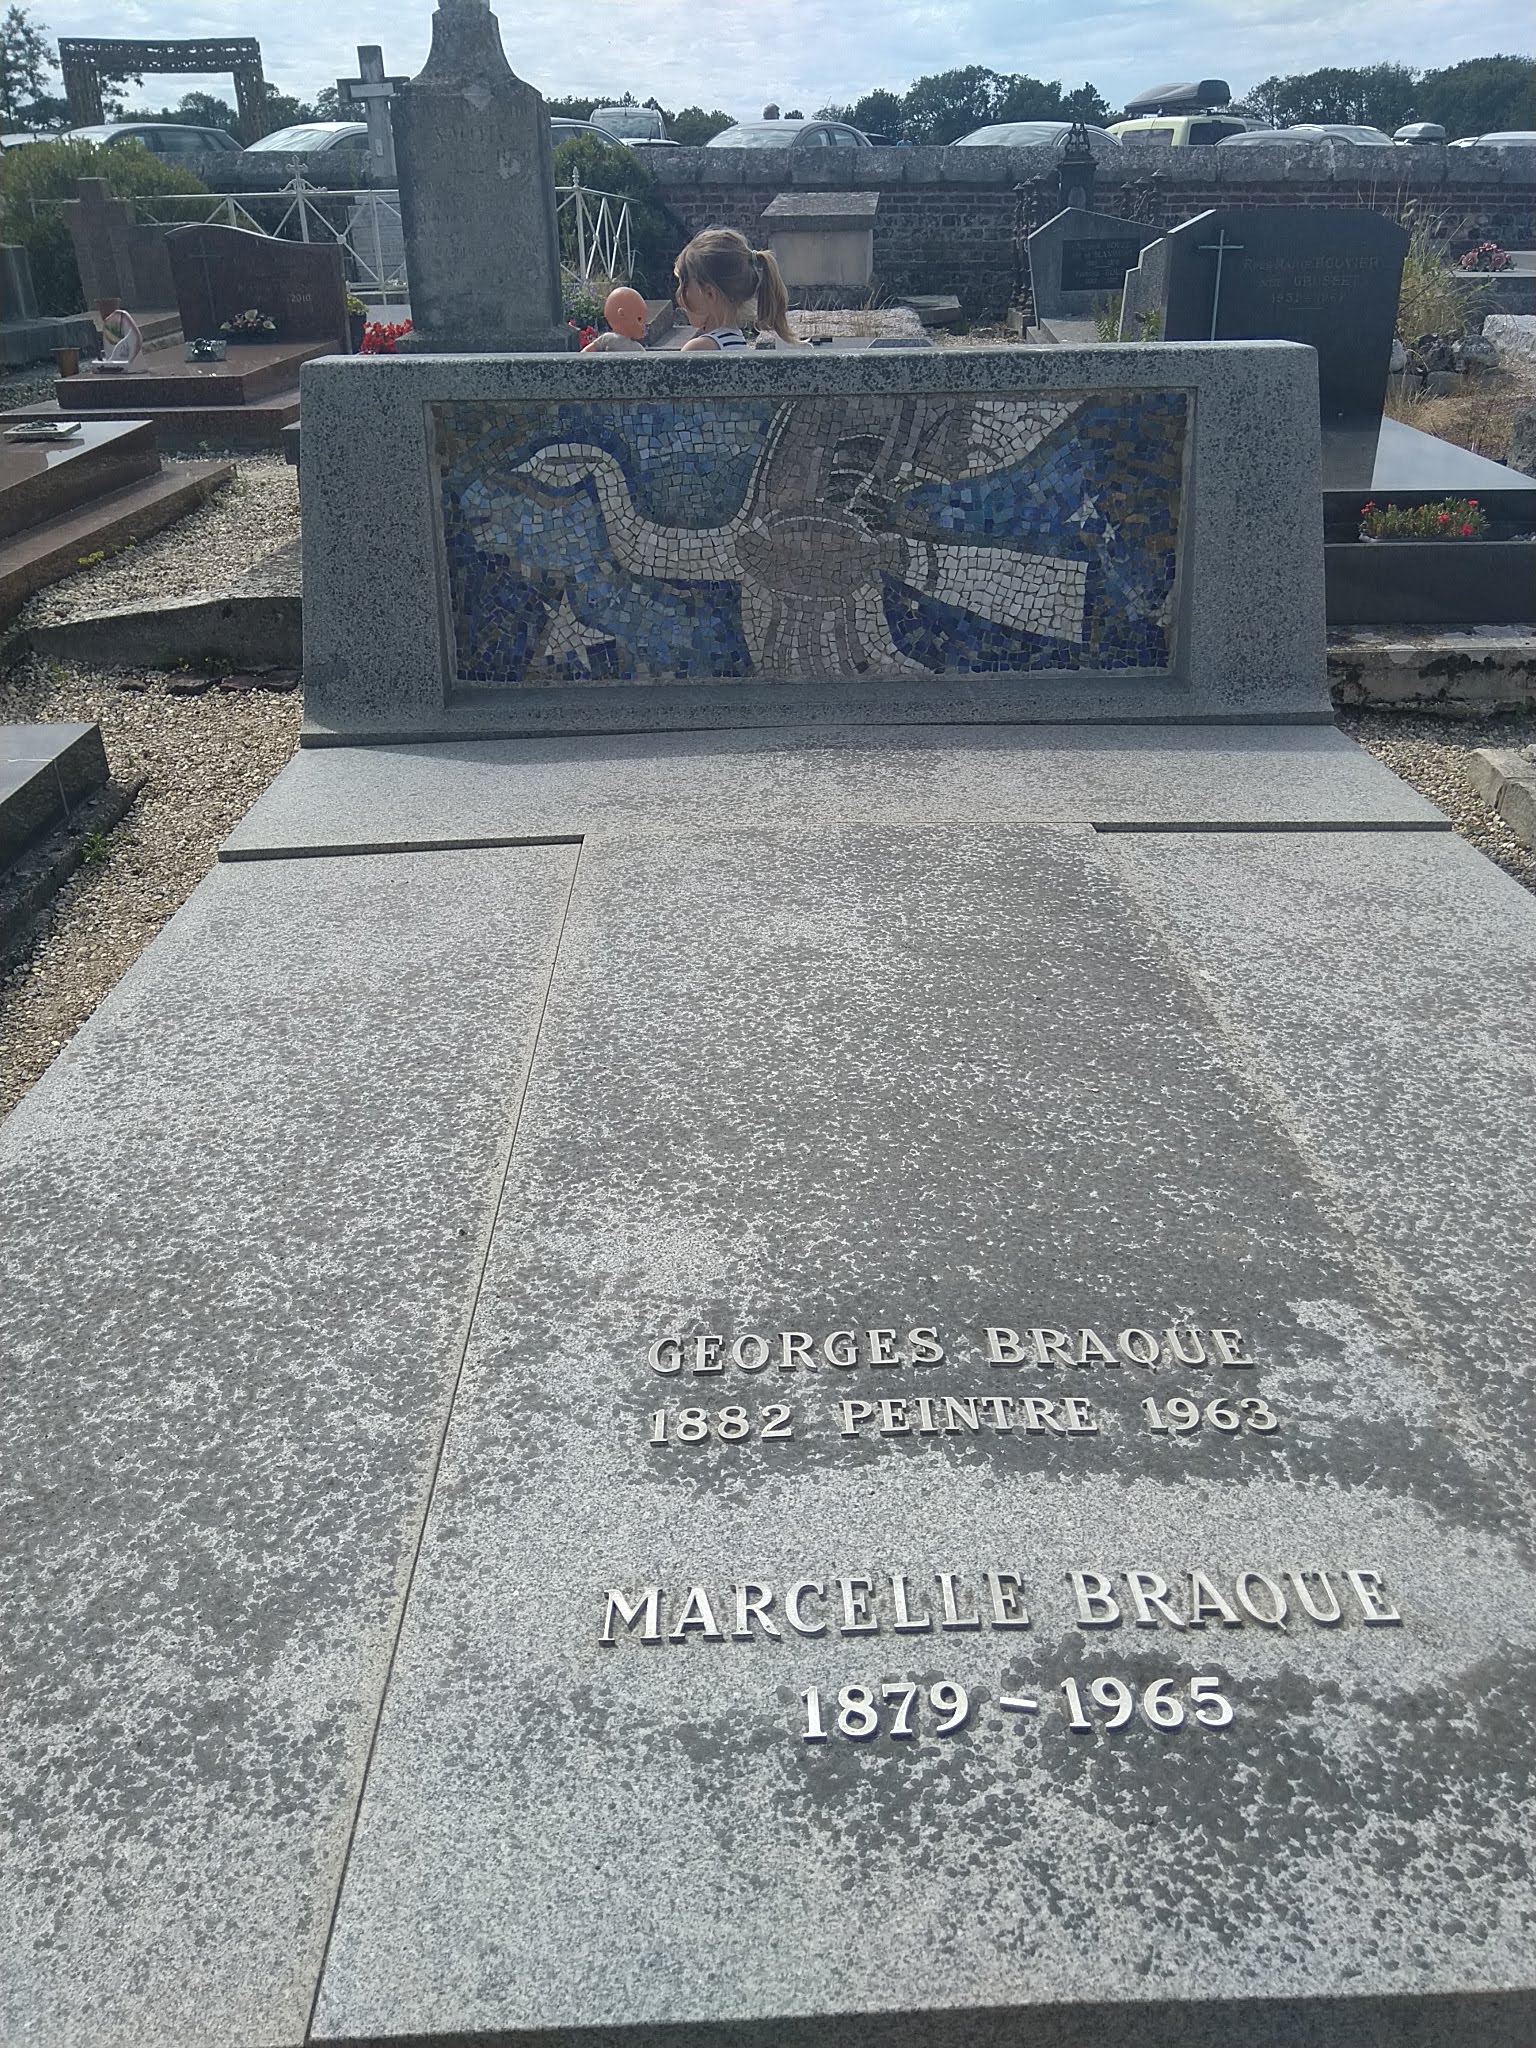 GEORGES BRAQUE
1882 PEINTRE 1963
MARCELLE BRAQUE
1879 - 1965